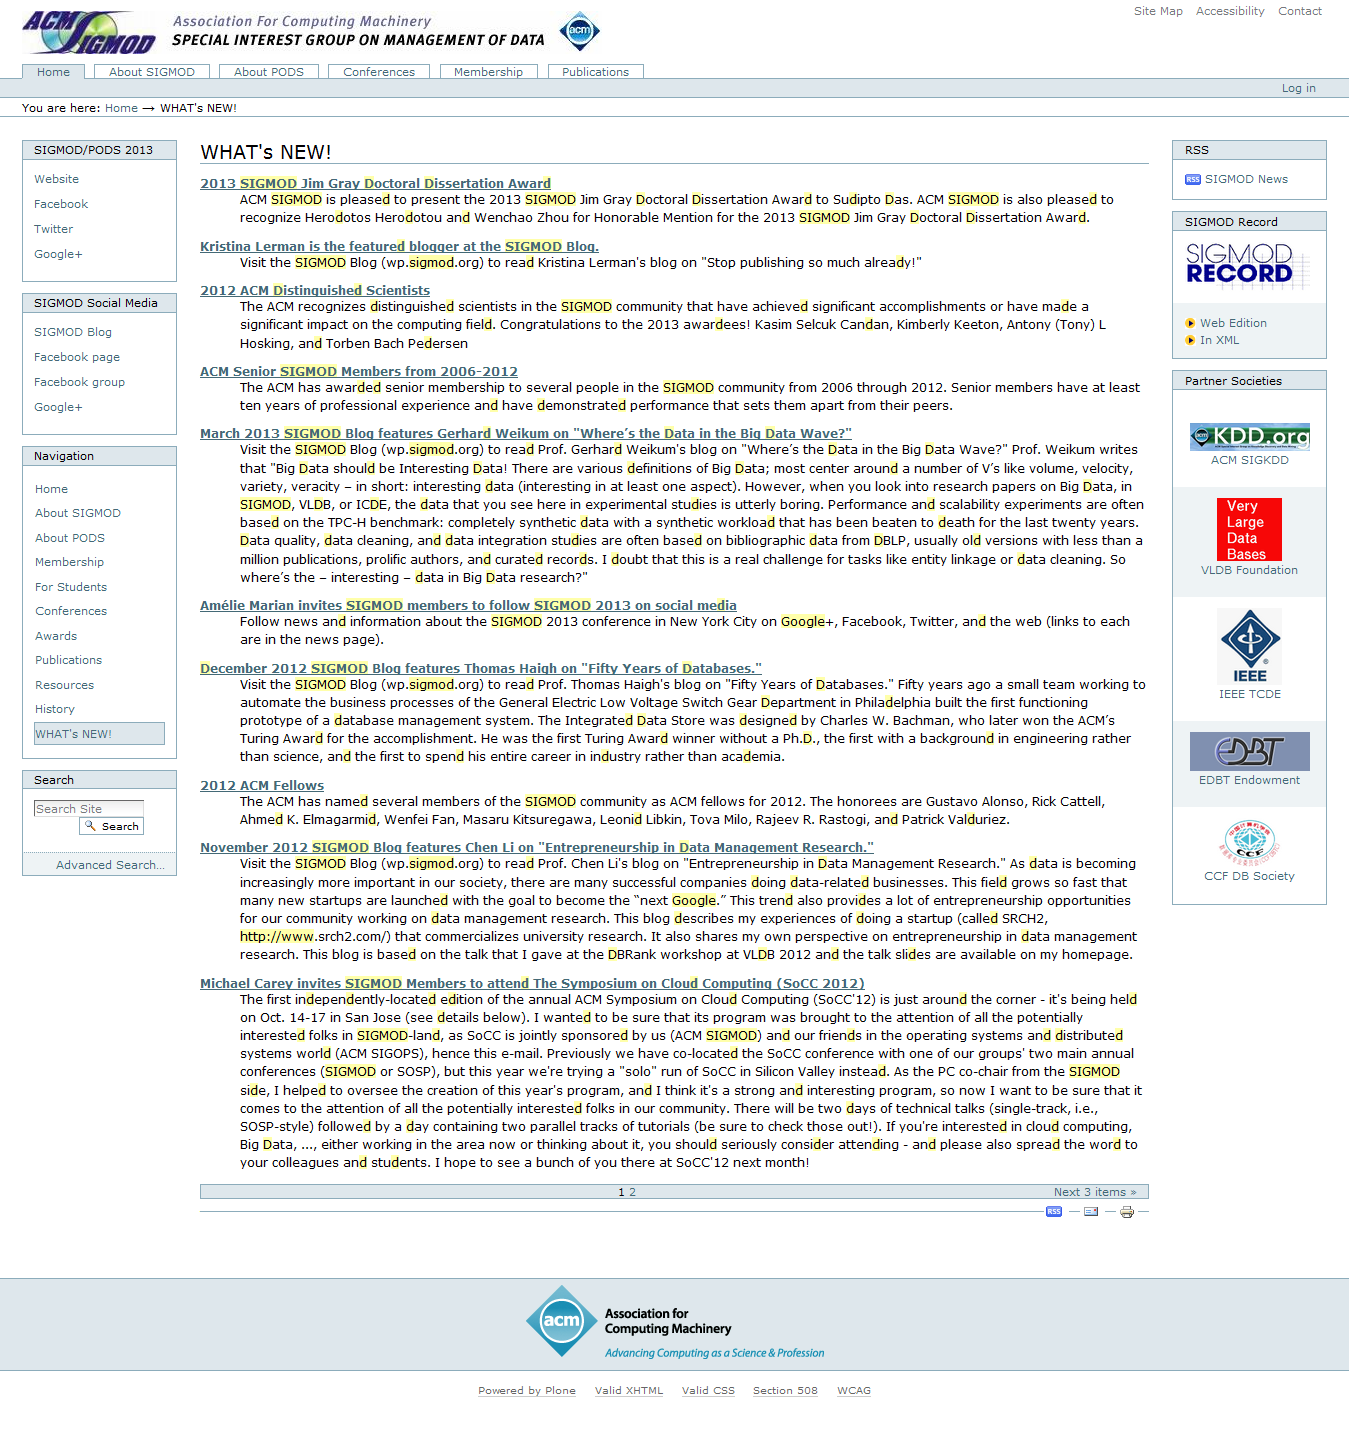 Site Map Accessibility Contact
ACM SIGMOD
Association For Computing Machinery
SPECIAL INTEREST GROUP ON MANAGEMENT OF DATA
acm
Home About SIGMOD About PODS Conferences Membership Publications
Log in
You are here: Home → WHAT's NEW!
SIGMOD/PODS 2013
Website
Facebook
Twitter
Google+
SIGMOD Social Media
SIGMOD Blog
Facebook page
Facebook group
Google+
Navigation
Home
About SIGMOD
About PODS
Membership
For Students
Conferences
Awards
Publications
Resources
History
WHAT's NEW!
Search
Search Site
Search
Advanced Search...
WHAT's NEW!
2013 SIGMOD Jim Gray Doctoral Dissertation Award
ACM SIGMOD is pleased to present the 2013 SIGMOD Jim Gray Doctoral Dissertation Award to Sudipto Das. ACM SIGMOD is also pleased to
recognize Herodotos Herodotou and Wenchao Zhou for Honorable Mention for the 2013 SIGMOD Jim Gray Doctoral Dissertation Award.
Kristina Lerman is the featured blogger at the SIGMOD Blog.
Visit the SIGMOD Blog (wp.sigmod.org) to read Kristina Lerman's blog on "Stop publishing so much already!"
2012 ACM Distinguished Scientists
The ACM recognizes distinguished scientists in the SIGMOD community that have achieved significant accomplishments or have made a
significant impact on the computing field. Congratulations to the 2013 awardees! Kasim Selcuk Candan, Kimberly Keeton, Antony (Tony) L
Hosking, and Torben Bach Pedersen
ACM Senior SIGMOD Members from 2006-2012
The ACM has awarded senior membership to several people in the SIGMOD community from 2006 through 2012. Senior members have at least
ten years of professional experience and have demonstrated performance that sets them apart from their peers.
March 2013 SIGMOD Blog features Gerhard Weikum on "Where’s the Data in the Big Data Wave?"
Visit the SIGMOD Blog (wp.sigmod.org) to read Prof. Gerhard Weikum's blog on "Where’s the Data in the Big Data Wave?" Prof. Weikum writes
that "Big Data should be Interesting Data! There are various definitions of Big Data; most center around a number of V’s like volume, velocity,
variety, veracity – in short: interesting data (interesting in at least one aspect). However, when you look into research papers on Big Data, in
SIGMOD, VLDB, or ICDE, the data that you see here in experimental studies is utterly boring. Performance and scalability experiments are often
based on the TPC-H benchmark: completely synthetic data with a synthetic workload that has been beaten to death for the last twenty years.
Data quality, data cleaning, and data integration studies are often based on bibliographic data from DBLP, usually old versions with less than a
million publications, prolific authors, and curated records. I doubt that this is a real challenge for tasks like entity linkage or data cleaning. So
where’s the – interesting – data in Big Data research?"
Amélie Marian invites SIGMOD members to follow SIGMOD 2013 on social media
Follow news and information about the SIGMOD 2013 conference in New York City on Google+, Facebook, Twitter, and the web (links to each
are in the news page).
December 2012 SIGMOD Blog features Thomas Haigh on "Fifty Years of Databases."
Visit the SIGMOD Blog (wp.sigmod.org) to read Prof. Thomas Haigh's blog on "Fifty Years of Databases." Fifty years ago a small team working to
automate the business processes of the General Electric Low Voltage Switch Gear Department in Philadelphia built the first functioning
prototype of a database management system. The Integrated Data Store was designed by Charles W. Bachman, who later won the ACM’s
Turing Award for the accomplishment. He was the first Turing Award winner without a Ph.D., the first with a background in engineering rather
than science, and the first to spend his entire career in industry rather than academia.
2012 ACM Fellows
The ACM has named several members of the SIGMOD community as ACM fellows for 2012. The honorees are Gustavo Alonso, Rick Cattell,
Ahmed K. Elmagarmid, Wenfei Fan, Masaru Kitsuregawa, Leonid Libkin, Tova Milo, Rajeev R. Rastogi, and Patrick Valduriez.
November 2012 SIGMOD Blog features Chen Li on "Entrepreneurship in Data Management Research."
Visit the SIGMOD Blog (wp.sigmod.org) to read Prof. Chen Li's blog on "Entrepreneurship in Data Management Research." As data is becoming
increasingly more important in our society, there are many successful companies doing data-related businesses. This field grows so fast that
many new startups are launched with the goal to become the “next Google.” This trend also provides a lot of entrepreneurship opportunities
for our community working on data management research. This blog describes my experiences of doing a startup (called SRCH2,
http://www.srch2.com/) that commercializes university research. It also shares my own perspective on entrepreneurship in data management
research. This blog is based on the talk that I gave at the DBRank workshop at VLDB 2012 and the talk slides are available on my homepage.
Michael Carey invites SIGMOD Members to attend The Symposium on Cloud Computing (SoCC 2012)
The first independently-located edition of the annual ACM Symposium on Cloud Computing (SoCC'12) is just around the corner - it's being held
on Oct. 14-17 in San Jose (see details below). I wanted to be sure that its program was brought to the attention of all the potentially
interested folks in SIGMOD-land, as SoCC is jointly sponsored by us (ACM SIGMOD) and our friends in the operating systems and distributed
systems world (ACM SIGOPS), hence this e-mail. Previously we have co-located the SoCC conference with one of our groups' two main annual
conferences (SIGMOD or SOSP), but this year we're trying a "solo" run of SoCC in Silicon Valley instead. As the PC co-chair from the SIGMOD
side, I helped to oversee the creation of this year's program, and I think it's a strong and interesting program, so now I want to be sure that it
comes to the attention of all the potentially interested folks in our community. There will be two days of technical talks (single-track, i.e.,
SOSP-style) followed by a day containing two parallel tracks of tutorials (be sure to check those out!). If you're interested in cloud computing,
Big Data, ..., either working in the area now or thinking about it, you should seriously consider attending - and please also spread the word to
your colleagues and students. I hope to see a bunch of you there at SoCC'12 next month!
1 2 Next 3 items »
RSS
RSS
RSS SIGMOD News
SIGMOD Record
SIGMOD
RECORD
Web Edition
In XML
Partner Societies
KDD.org
ACM SIGKDD
Very
Large
Data
Bases
VLDB Foundation
IEEE
IEEE TCDE
EDBT
EDBT Endowment
CCF
CCF DB Society
acm
Association for
Computing Machinery
Advancing Computing as a Science & Profession
Powered by Plone Valid XHTML Valid CSS Section 508 WCAG